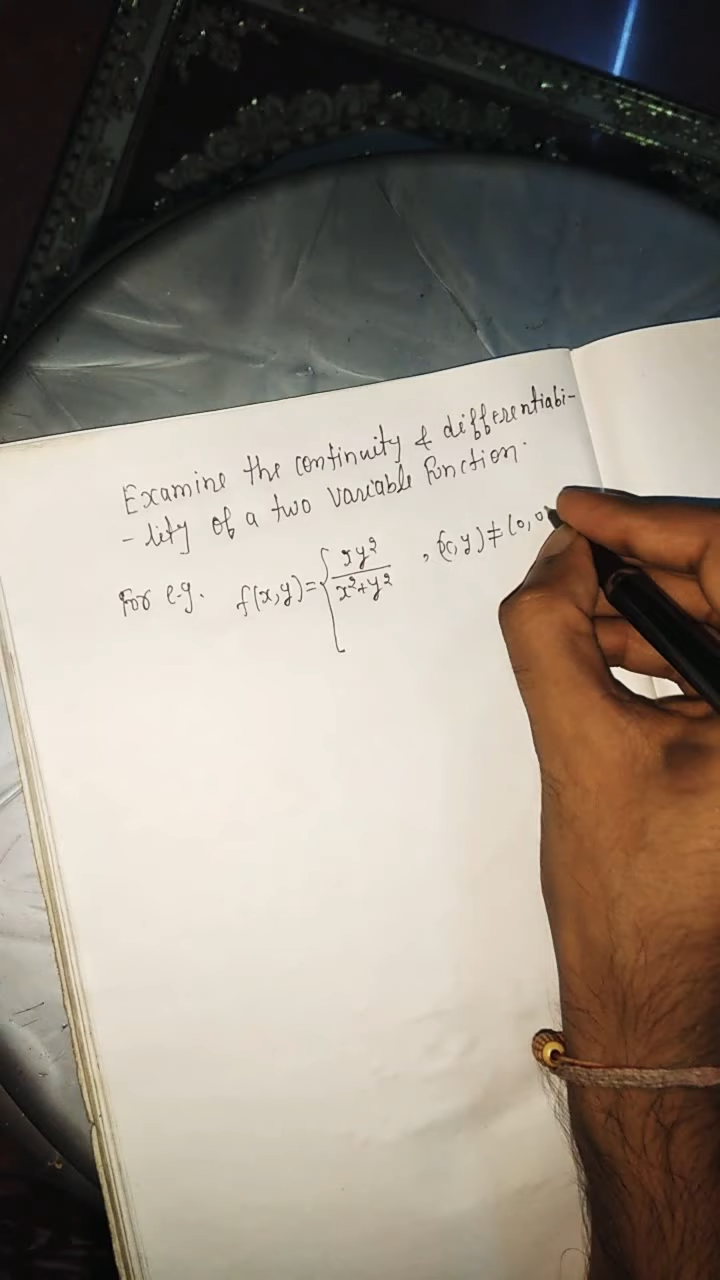 Examine the continuity & differentiabi-
- lity of a two variable function.
For e.g. f(x,y)= { xy²/x²+y² , (x,y)≠(0,0